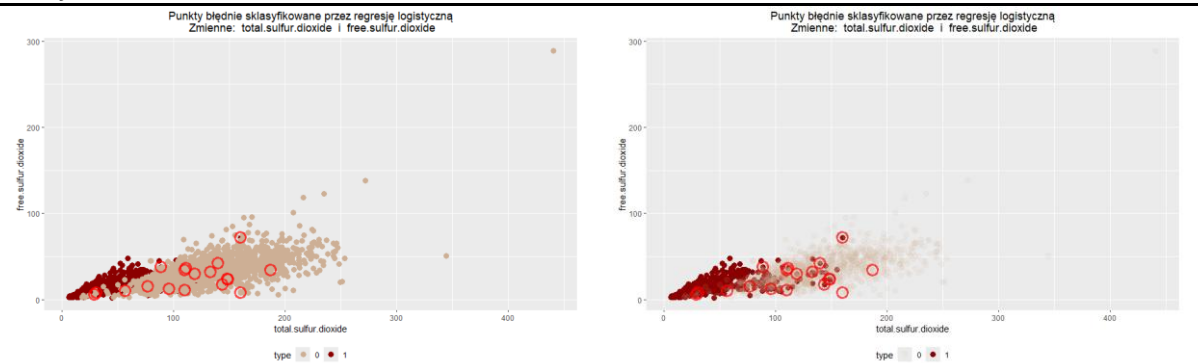 Punkty błędnie sklasyfikowane przez regresję logistyczną
Zmienne: total.sulfur.dioxide i free.sulfur.dioxide
300
200
100
0
free.sulfur.dioxide
0 100 200 300 400
total.sulfur.dioxide
type 0 1
Punkty błędnie sklasyfikowane przez regresję logistyczną
Zmienne: total.sulfur.dioxide i free.sulfur.dioxide
300
200
100
0
free.sulfur.dioxide
0 100 200 300 400
total.sulfur.dioxide
type 0 1